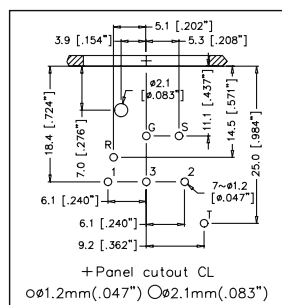 5.1 [.202"]
3.9 [.154"]
5.3 [.208"]
ø2.1
[ø.083"]
18.4 [.724"]
7.0 [.276"]
11.1 [.437"]
14.5 [.571"]
25.0 [.984"]
G
S
R
1
3
2
7~ø1.2
[ø.047"]
6.1 [.240"]
6.1 [.240"]
T
9.2 [.362"]
+Panel cutout CL
oø1.2mm(.047") Oø2.1mm(.083")